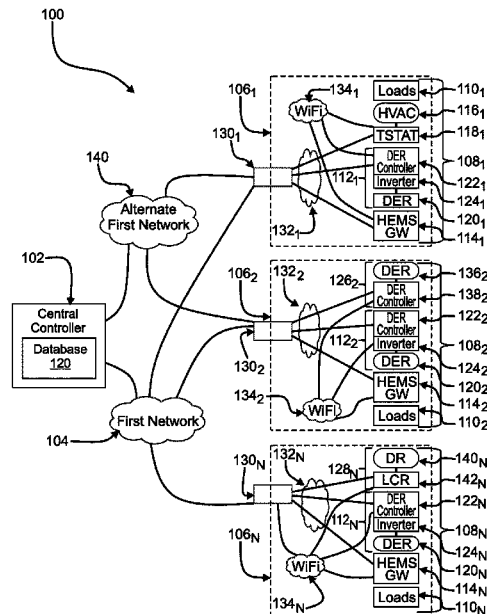 100
140
Alternate
First Network
102
Central
Controller
Database
120
First Network
104
106₁
134₁
WiFi
130₁
112₁
132₁
Loads
HVAC
TSTAT
DER
Controller
Inverter
DER
HEMS
GW
110₁
116₁
118₁
108₁
122₁
124₁
120₁
114₁
106₂
132₂
126₂
130₂
112₂
134₂
WiFi
DER
DER
Controller
DER
Controller
Inverter
DER
HEMS
GW
Loads
136₂
138₂
122₂
108₂
124₂
120₂
114₂
110₂
132N
128N
130N
112N
106N
WiFi
134N
DR
LCR
DER
Controller
Inverter
DER
HEMS
GW
Loads
140N
142N
122N
108N
124N
120N
114N
110N